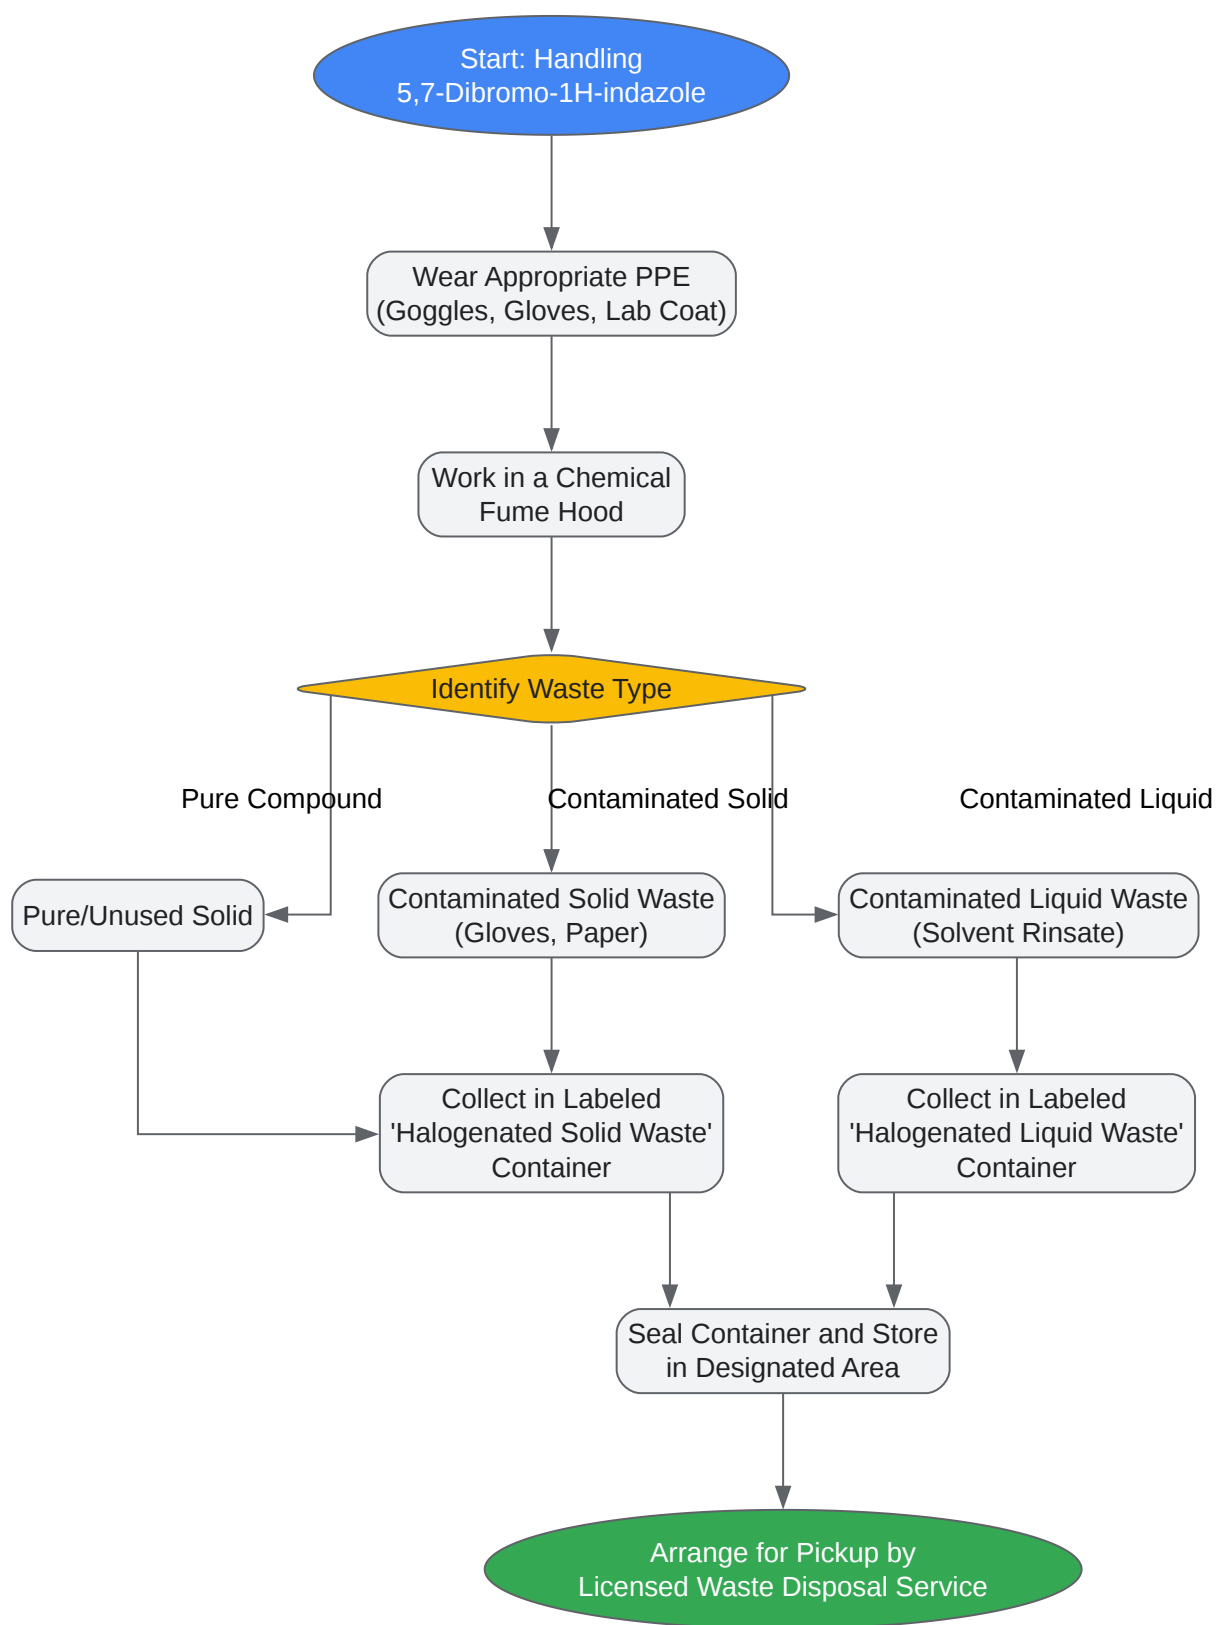 Start: Handling
5,7-Dibromo-1H-indazole
Wear Appropriate PPE
(Goggles, Gloves, Lab Coat)
Work in a Chemical
Fume Hood
Identify Waste Type
Pure Compound
Contaminated Solid
Contaminated Liquid
Pure/Unused Solid
Contaminated Solid Waste
(Gloves, Paper)
Contaminated Liquid Waste
(Solvent Rinsate)
Collect in Labeled
'Halogenated Solid Waste'
Container
Collect in Labeled
'Halogenated Liquid Waste'
Container
Seal Container and Store
in Designated Area
Arrange for Pickup by
Licensed Waste Disposal Service